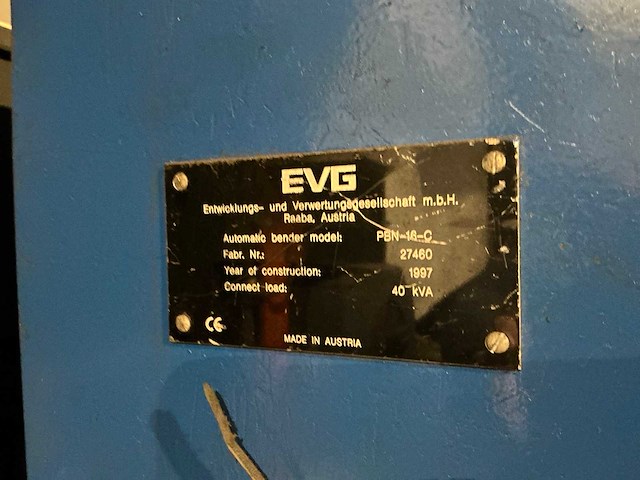 EVG
Entwicklungs- und Verwertungsgesellschaft m.b.H.
Raaba, Austria
Automatic bender model: PBN-16-C
Fabr. Nr.: 27460
Year of construction: 1997
Connect load: 40 kVA
CE
MADE IN AUSTRIA